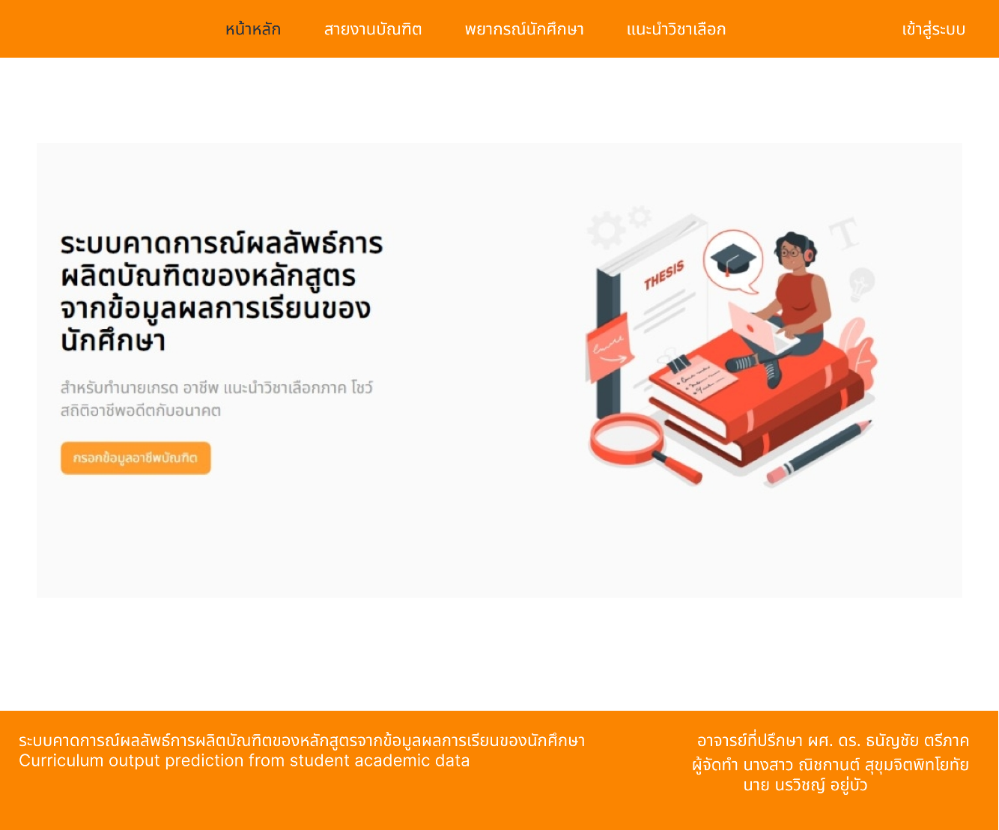 หน้าหลัก สายงานบัณฑิต พยากรณ์นักศึกษา แนะนำวิชาเลือก เข้าสู่ระบบ
ระบบคาดการณ์ผลลัพธ์การ
ผลิตบัณฑิตของหลักสูตร
จากข้อมูลผลการเรียนของ
นักศึกษา
สำหรับทำนายเกรด อาชีพ แนะนำวิชาเลือกภาค โชว์
สถิติอาชีพอดีตกับอนาคต
กรอกข้อมูลอาชีพบัณฑิต
THESIS
T
ระบบคาดการณ์ผลลัพธ์การผลิตบัณฑิตของหลักสูตรจากข้อมูลผลการเรียนของนักศึกษา
Curriculum output prediction from student academic data
อาจารย์ที่ปรึกษา ผศ. ดร. ธนัญชัย ตรีภาค
ผู้จัดทำ นางสาว ณิชกานต์ สุขุมจิตพิทโยทัย
นาย นรวิชญ์ อยู่บัว